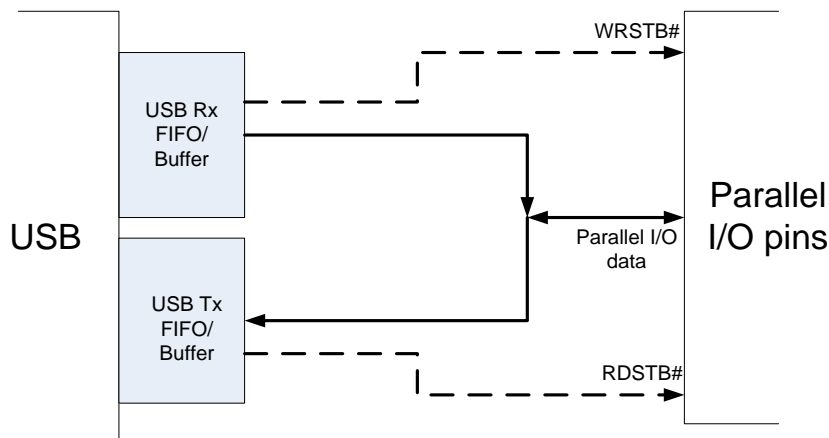 WRSTB#
USB Rx
FIFO/
Buffer
USB
Parallel
I/O pins
Parallel I/O
data
USB Tx
FIFO/
Buffer
RDSTB#